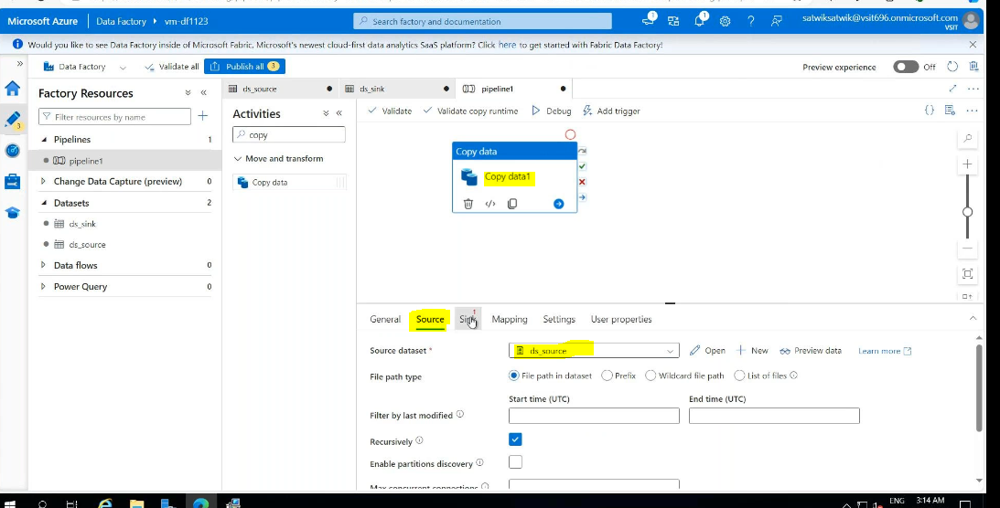 Microsoft Azure Data Factory vm-df1123 Search factory and documentation 1 1 satwiksatwik@vsit696.onmicrosoft.com
VSIT
Would you like to see Data Factory inside of Microsoft Fabric, Microsoft's newest cloud-first data analytics SaaS platform? Click here to get started with Fabric Data Factory!
Data Factory Validate all Publish all 3 Preview experience Off
Factory Resources
ds_source ds_sink pipeline1
Filter resources by name
Activities
Validate Validate copy runtime Debug Add trigger
3
copy
Pipelines 1
pipeline1
Move and transform
Copy data
Change Data Capture (preview) 0
Datasets 2
ds_sink
ds_source
Data flows 0
Power Query 0
Copy data
Copy data1
General Source Sink 1 Mapping Settings User properties
Source dataset * ds_source Open New Preview data Learn more
File path type File path in dataset Prefix Wildcard file path List of files
Start time (UTC) End time (UTC)
Filter by last modified
Recursively
Enable partitions discovery
Max concurrent connections
ENG 3:14 AM